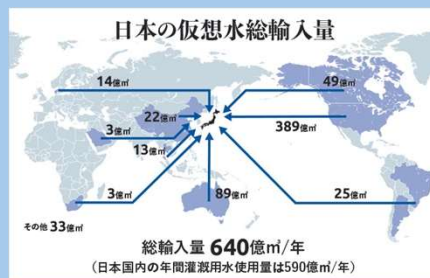 日本の仮想水総輸入量
14億㎥
49億㎥
22億㎥
3億㎥
389億㎥
13億㎥
3億㎥
89億㎥
25億㎥
その他 33億㎥
総輸入量 640億㎥/年
(日本国内の年間灌漑用水使用量は590億㎥/年)